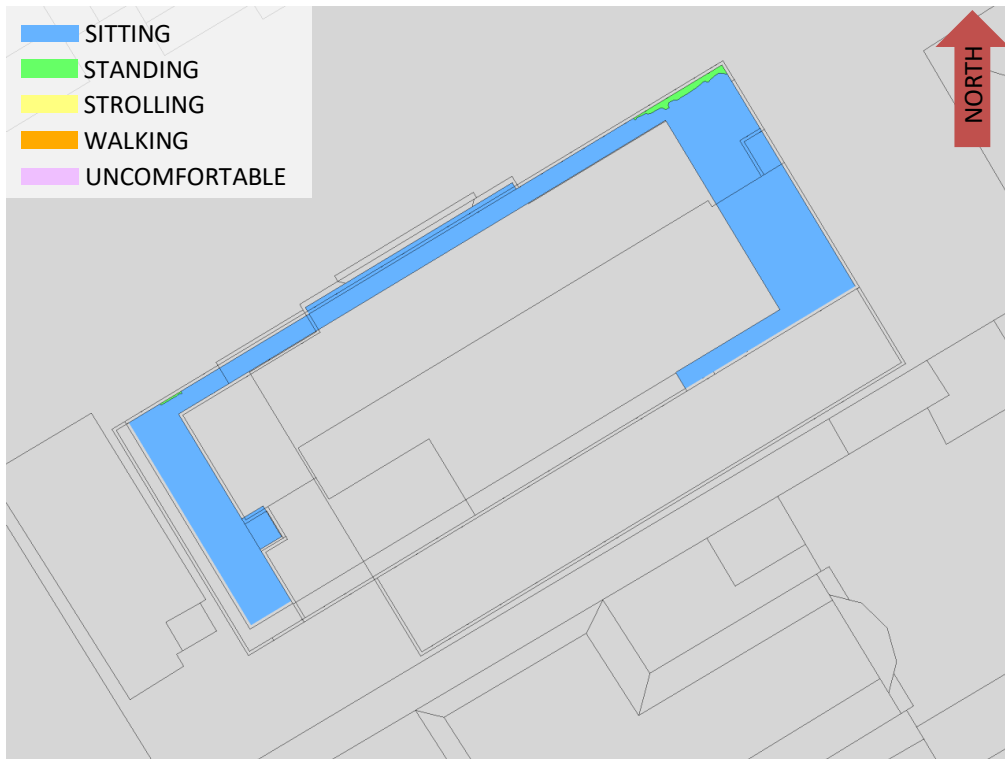 SITTING
STANDING
STROLLING
WALKING
UNCOMFORTABLE
NORTH